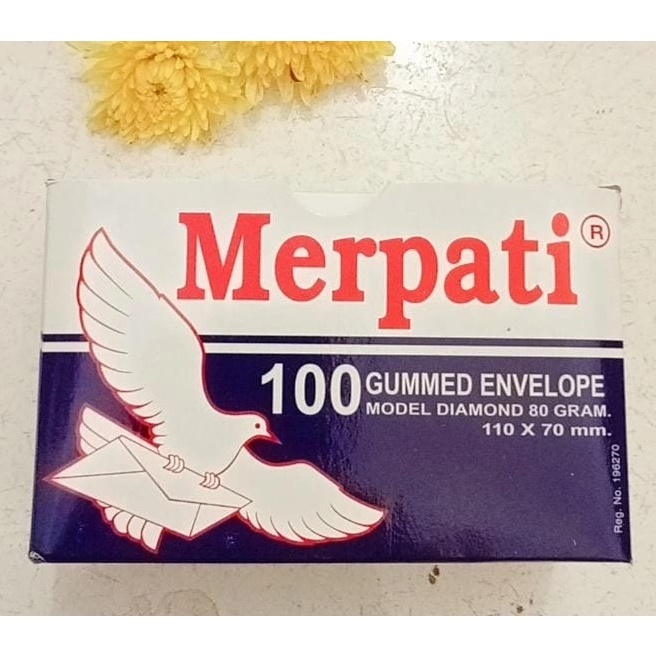 Merpati ®
100 GUMMED ENVELOPE
MODEL DIAMOND 80 GRAM.
110 X 70 mm.
Reg. No. 196270